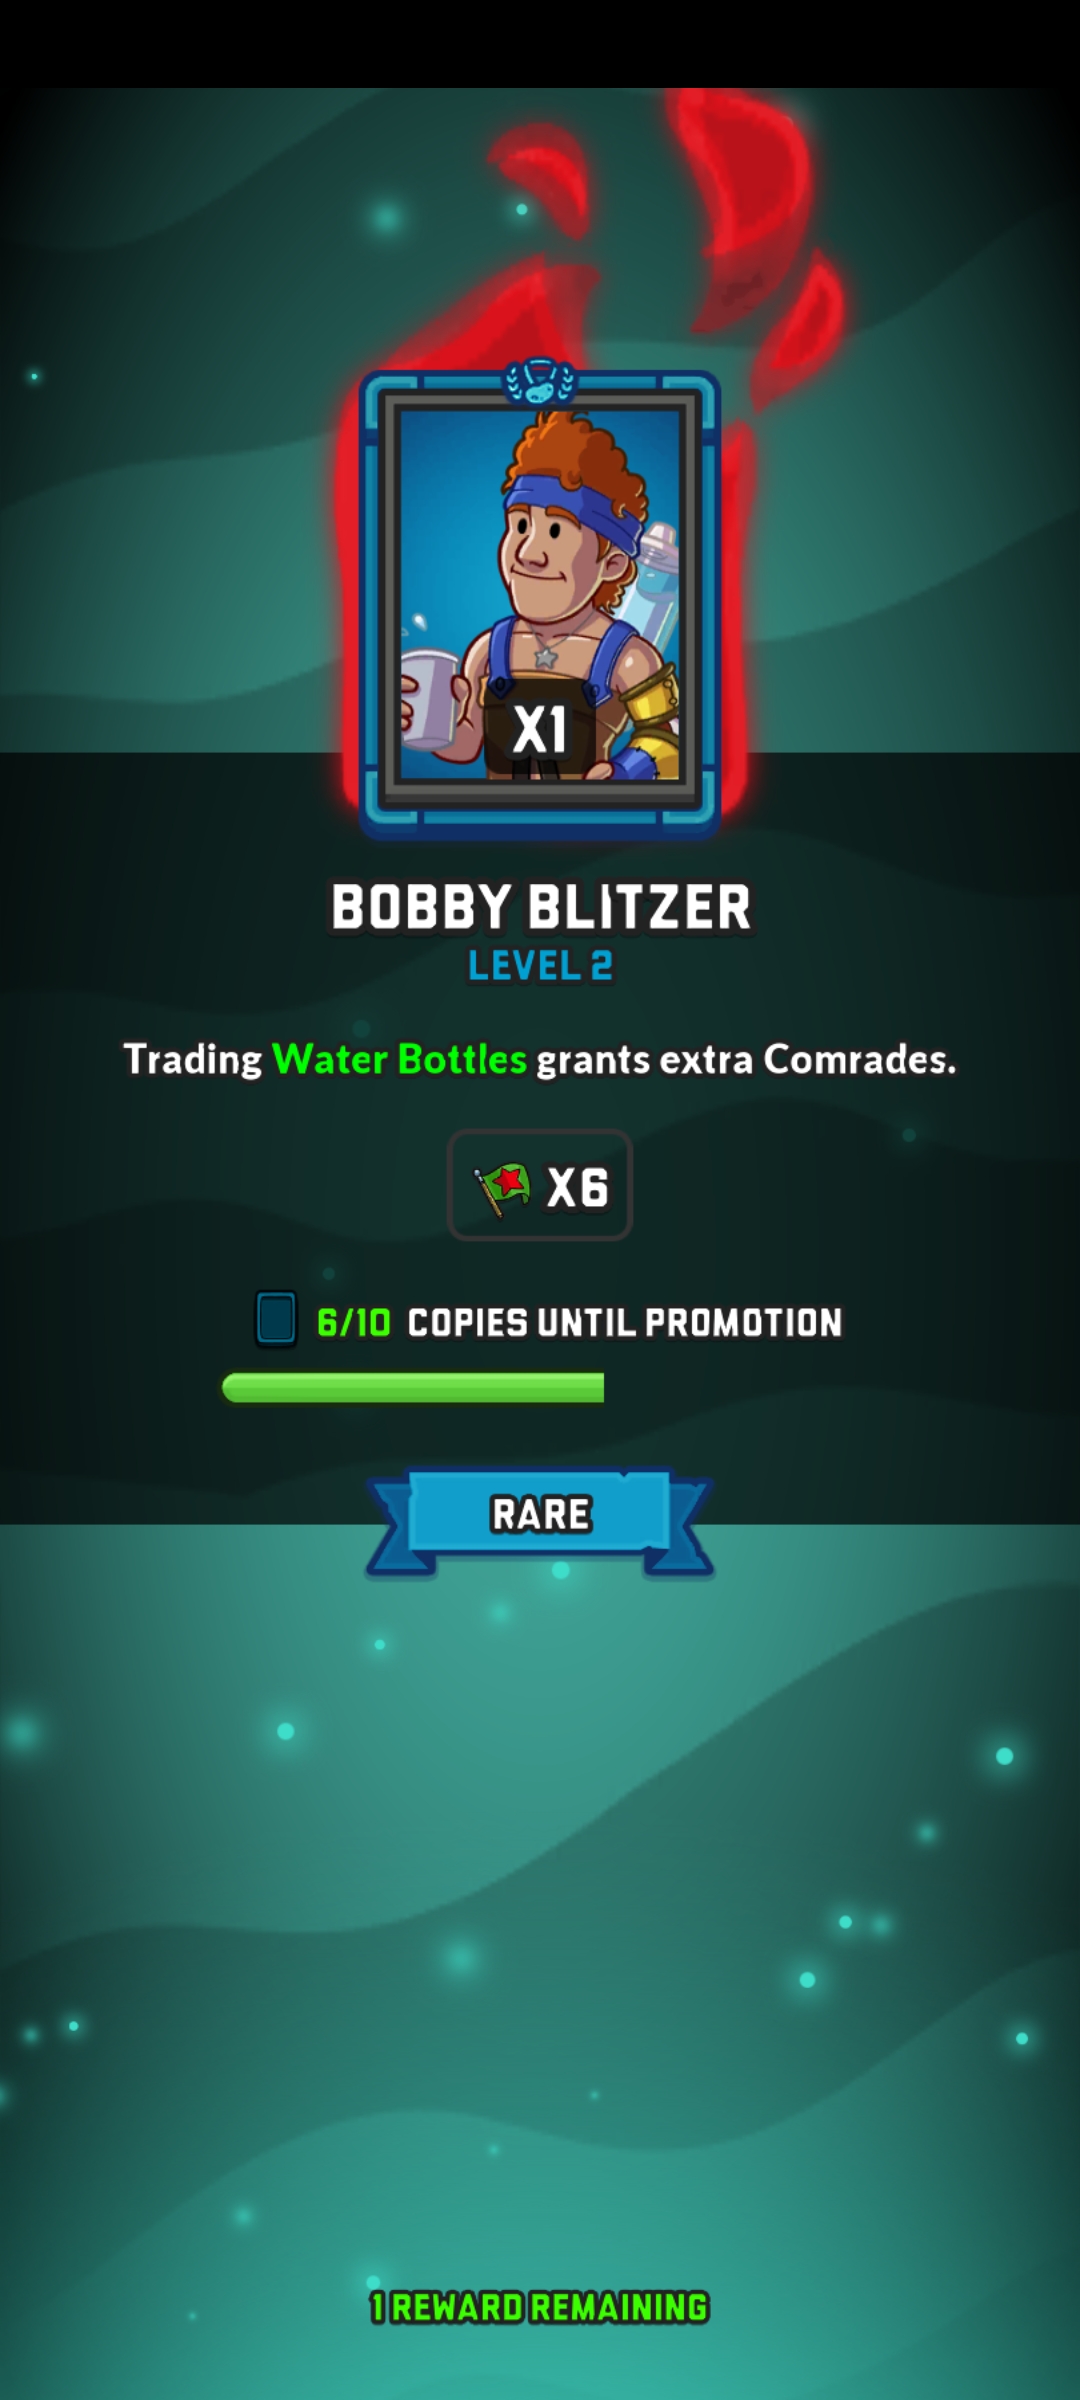 X1
BOBBY BLITZER
LEVEL 2
Trading Water Bottles grants extra Comrades.
X6
6/10 COPIES UNTIL PROMOTION
RARE
1 REWARD REMAINING